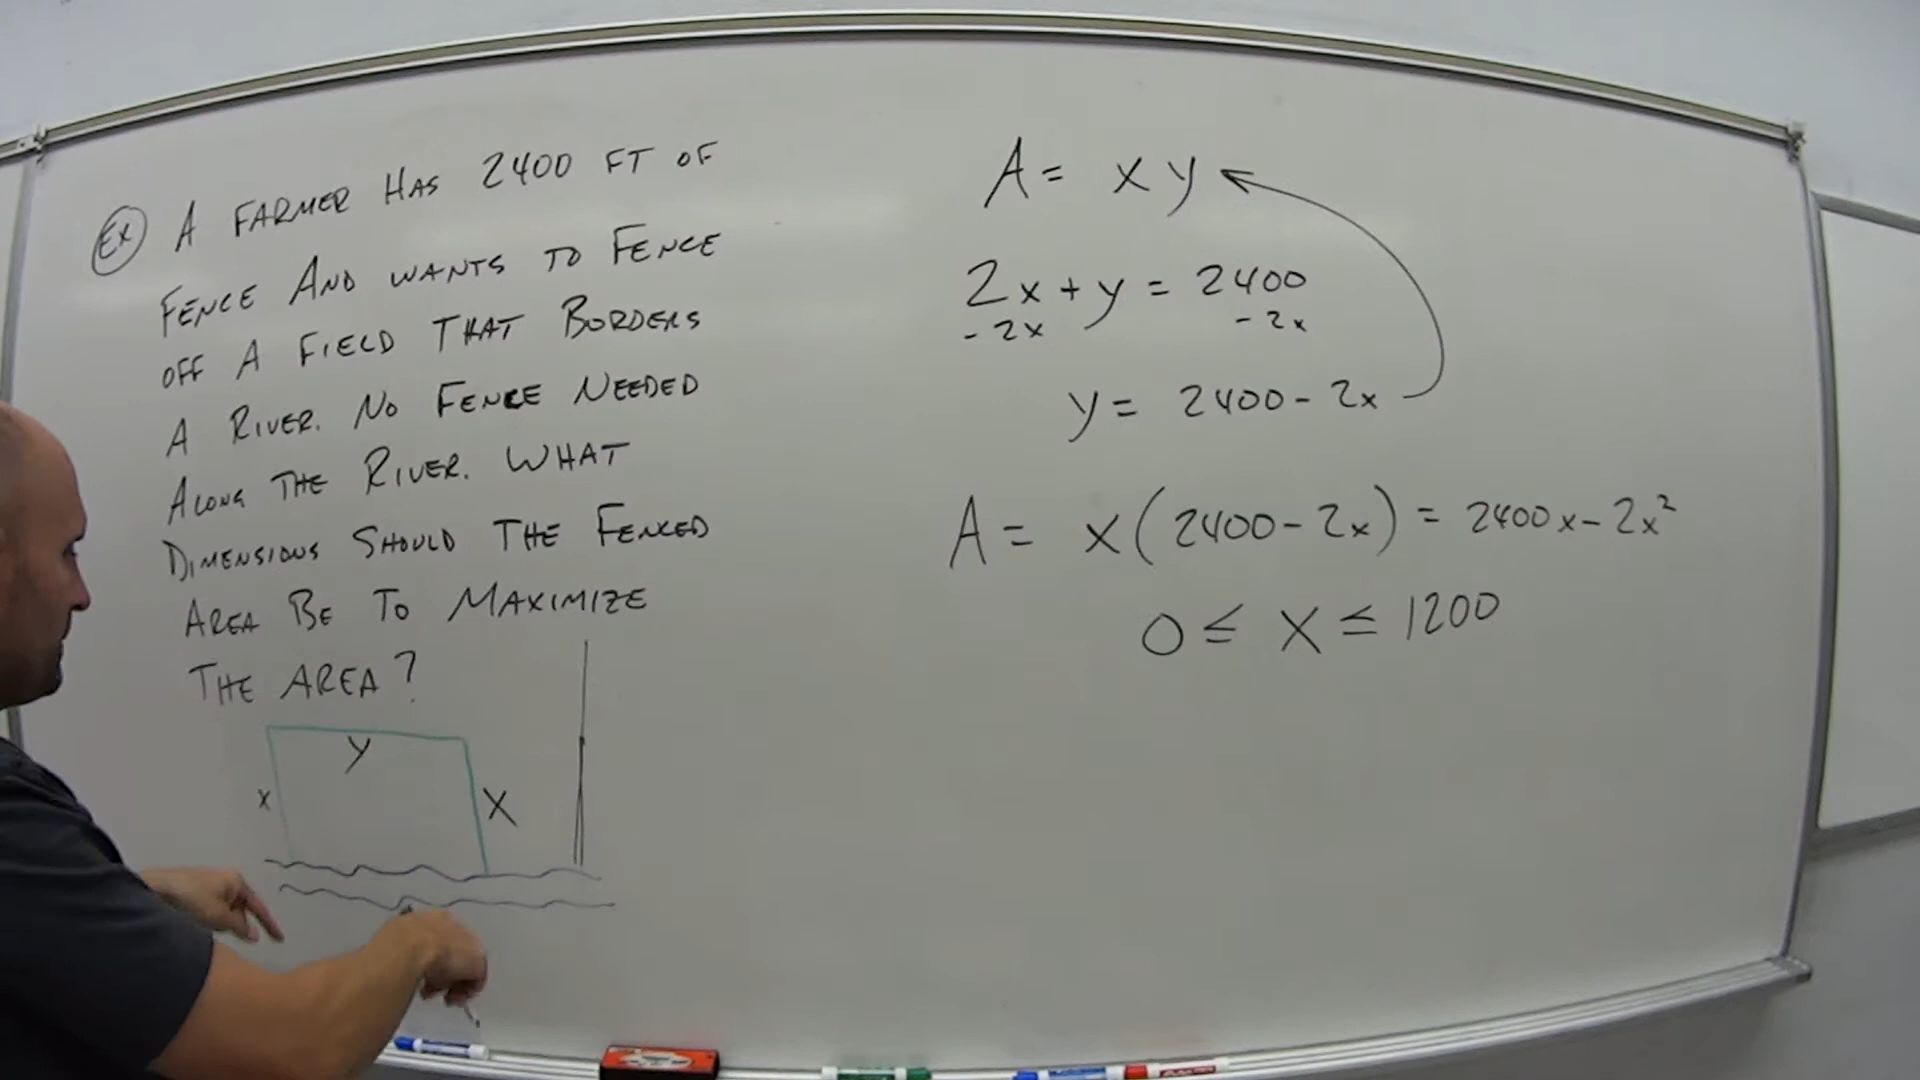 EX A FARMER HAS 2400 FT OF
FENCE AND WANTS TO FENCE
OFF A FIELD THAT BORDERS
A RIVER. NO FENCE NEEDED
ALONG THE RIVER. WHAT
DIMENSIONS SHOULD THE FENCED
AREA BE TO MAXIMIZE
THE AREA?
y
x
X
A = xy
2x + y = 2400
-2x -2x
y = 2400 - 2x
A = x(2400 - 2x) = 2400x - 2x²
0 ≤ X ≤ 1200